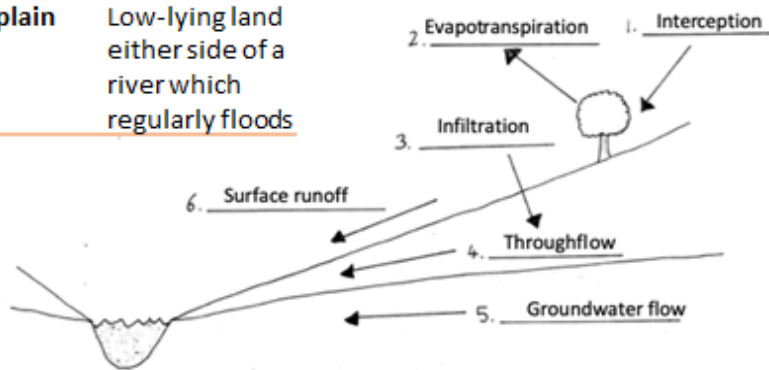 plain
Low-lying land
either side of a
river which
regularly floods
2. Evapotranspiration
1. Interception
3. Infiltration
6. Surface runoff
4. Throughflow
5. Groundwater flow